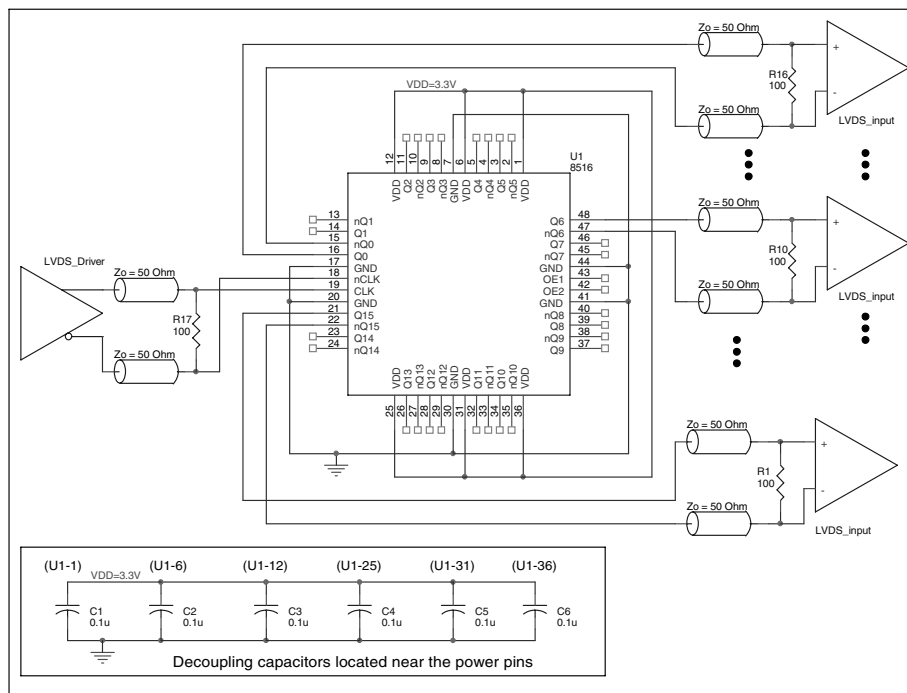 Zo = 50 Ohm
+
R16
100
-
Zo = 50 Ohm
LVDS_input
VDD=3.3V
U1
8516
12
11
10
9
8
7
6
5
4
3
2
1
VDD
Q2
nQ2
Q3
nQ3
GND
VDD
Q4
nQ4
Q5
nQ5
VDD
13 nQ1
14 Q1
15 nQ0
16 Q0
17 GND
18 nCLK
19 CLK
20 GND
21 Q15
22 nQ15
23 Q14
24 nQ14
Q6 48
nQ6 47
Q7 46
nQ7 45
GND 44
OE1 43
OE2 42
GND 41
nQ8 40
Q8 39
nQ9 38
Q9 37
VDD
Q13
nQ13
Q12
nQ12
GND
VDD
Q11
nQ11
Q10
nQ10
VDD
25
26
27
28
29
30
31
32
33
34
35
36
LVDS_Driver
Zo = 50 Ohm
R17
100
Zo = 50 Ohm
Zo = 50 Ohm
+
R10
100
-
Zo = 50 Ohm
LVDS_input
Zo = 50 Ohm
+
R1
100
-
Zo = 50 Ohm
LVDS_input
(U1-1) (U1-6) (U1-12) (U1-25) (U1-31) (U1-36)
VDD=3.3V
C1 C2 C3 C4 C5 C6
0.1u 0.1u 0.1u 0.1u 0.1u 0.1u
Decoupling capacitors located near the power pins